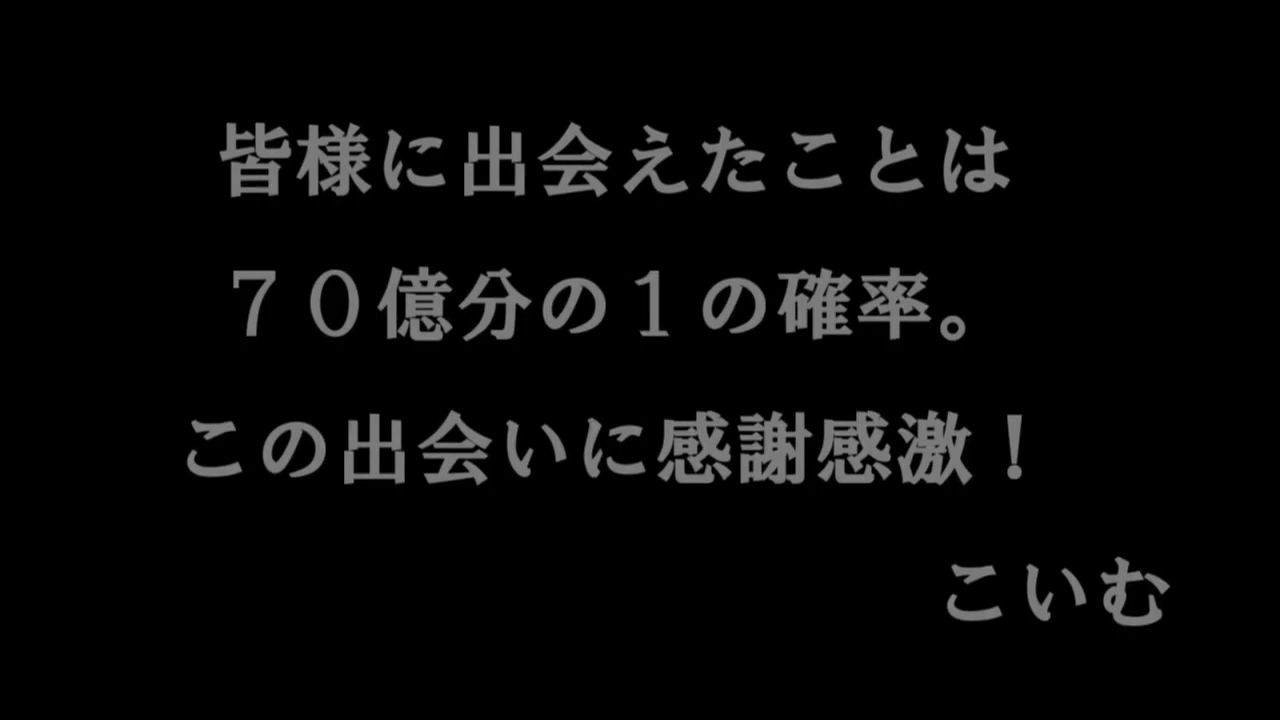 皆様に出会えたことは
７０億分の１の確率。
この出会いに感謝感激！
こいむ